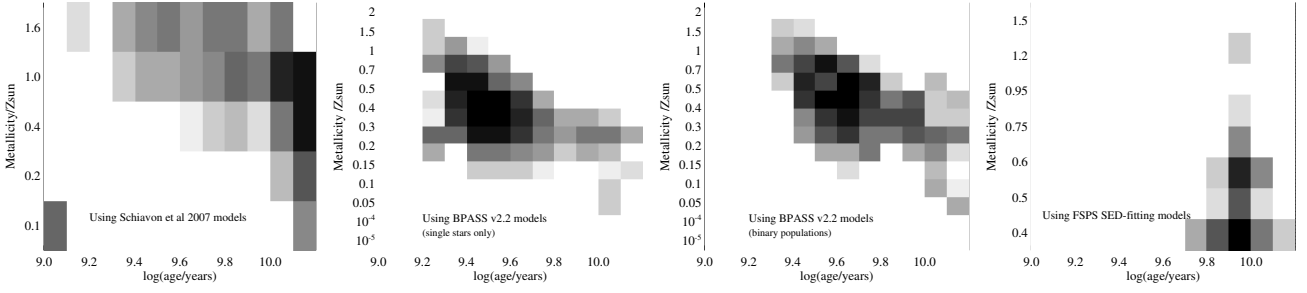 Metallicity/Zsun
1.6
1.0
0.4
0.2
0.1
Using Schiavon et al 2007 models
9.0 9.2 9.4 9.6 9.8 10.0
log(age/years)
Metallicity /Zsun
2
1.5
1
0.7
0.5
0.4
0.3
0.2
0.15
0.1
0.05
10-4
10-5
Using BPASS v2.2 models
(single stars only)
9.0 9.2 9.4 9.6 9.8 10.0
log(age/years)
Metallicity /Zsun
2
1.5
1
0.7
0.5
0.4
0.3
0.2
0.15
0.1
0.05
10-4
10-5
Using BPASS v2.2 models
(binary populations)
9.0 9.2 9.4 9.6 9.8 10.0
log(age/years)
Metallicity /Zsun
1.5
1.2
0.95
0.75
0.6
0.5
0.4
Using FSPS SED-fitting models
9.0 9.2 9.4 9.6 9.8 10.0
log(age/years)